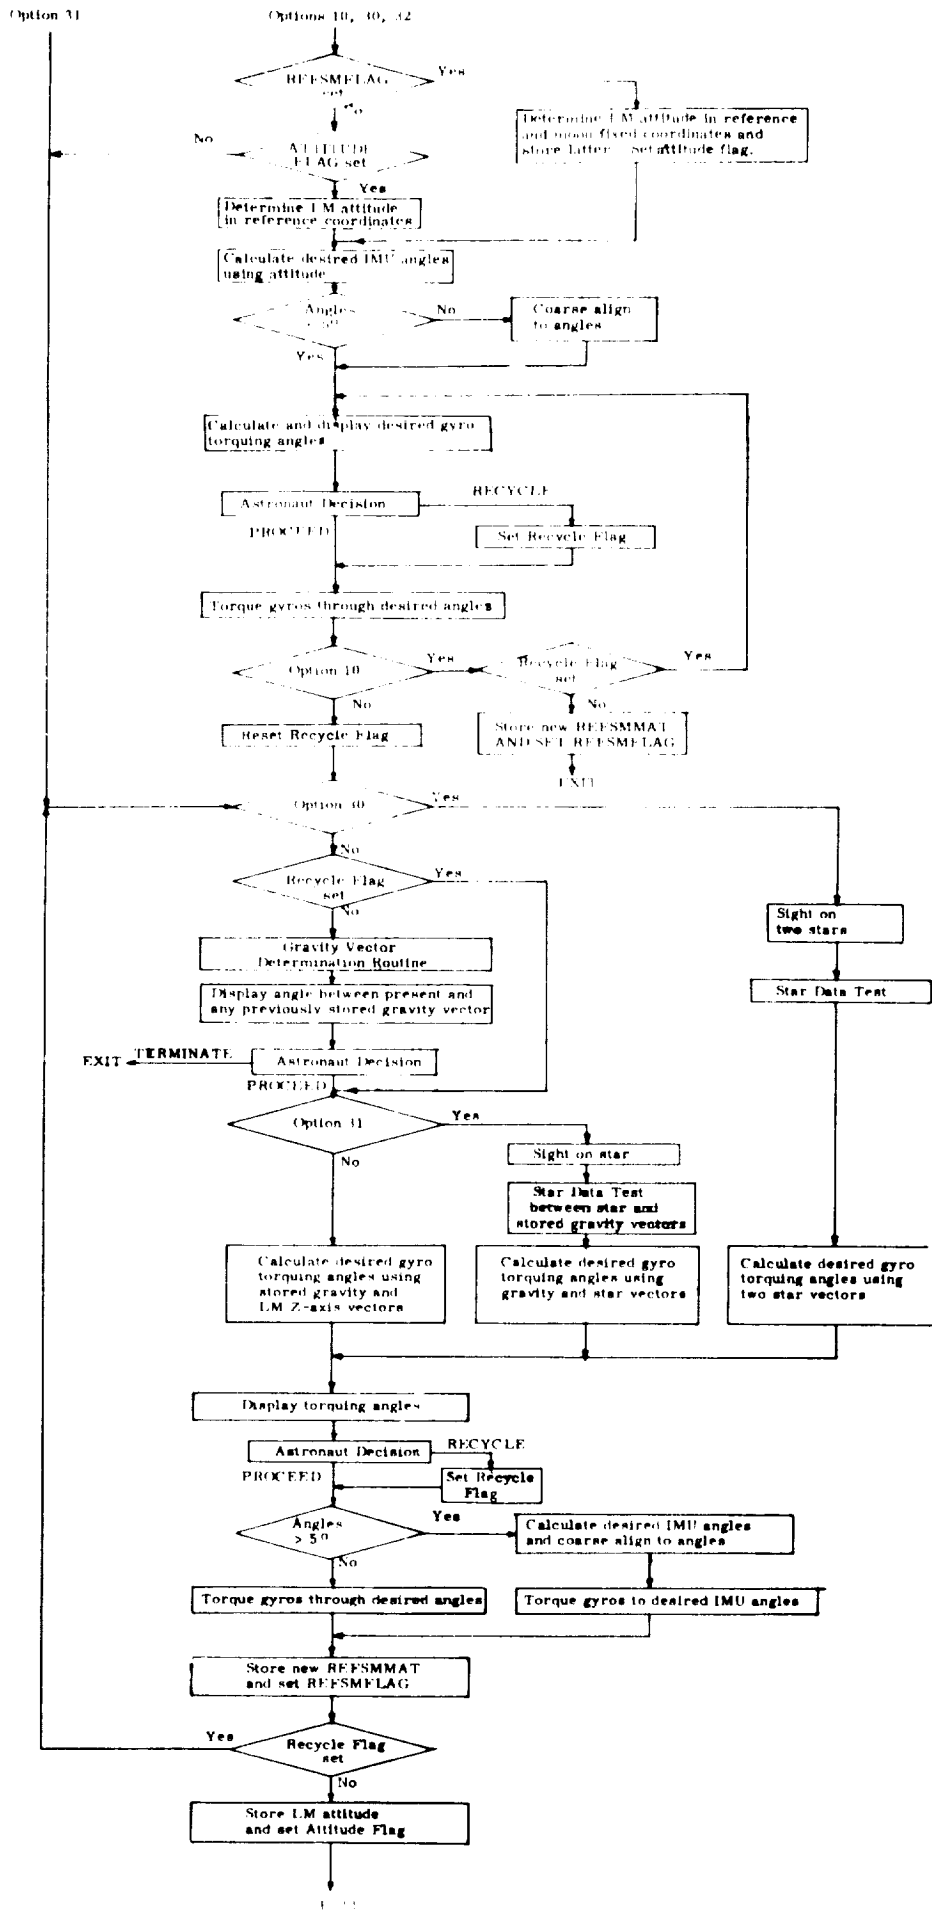 Option 31
Options 10, 30, 32
REFSMFLAG
set
Yes
No
Determine LM attitude in reference
and moon fixed coordinates and
store latter. Set attitude flag.
ATTITUDE
FLAG set
No
Yes
Determine LM attitude
in reference coordinates
Calculate desired IMU angles
using attitude
Angles
5°
No
Coarse align
to angles
Yes
Calculate and display desired gyro
torquing angles
Astronaut Decision
RECYCLE
PROCEED
Set Recycle Flag
Torque gyros through desired angles
Option 10
Yes
Recycle Flag
set
Yes
No
No
Reset Recycle Flag
Store new REFSMMAT
AND SET REFSMFLAG
EXIT
Option 30
Yes
No
Recycle Flag
set
Yes
No
Sight on
two stars
Gravity Vector
Determination Routine
Star Data Test
Display angle between present and
any previously stored gravity vector
EXIT
TERMINATE
Astronaut Decision
PROCEED
Option 31
Yes
No
Sight on star
Star Data Test
between star and
stored gravity vectors
Calculate desired gyro
torquing angles using
stored gravity and
LM Z-axis vectors
Calculate desired gyro
torquing angles using
gravity and star vectors
Calculate desired gyro
torquing angles using
two star vectors
Display torquing angles
Astronaut Decision
RECYCLE
PROCEED
Set Recycle
Flag
Angles
> 5°
Yes
Calculate desired IMU angles
and coarse align to angles
No
Torque gyros through desired angles
Torque gyros to desired IMU angles
Store new REFSMMAT
and set REFSMFLAG
Yes
Recycle Flag
set
No
Store LM attitude
and set Attitude Flag